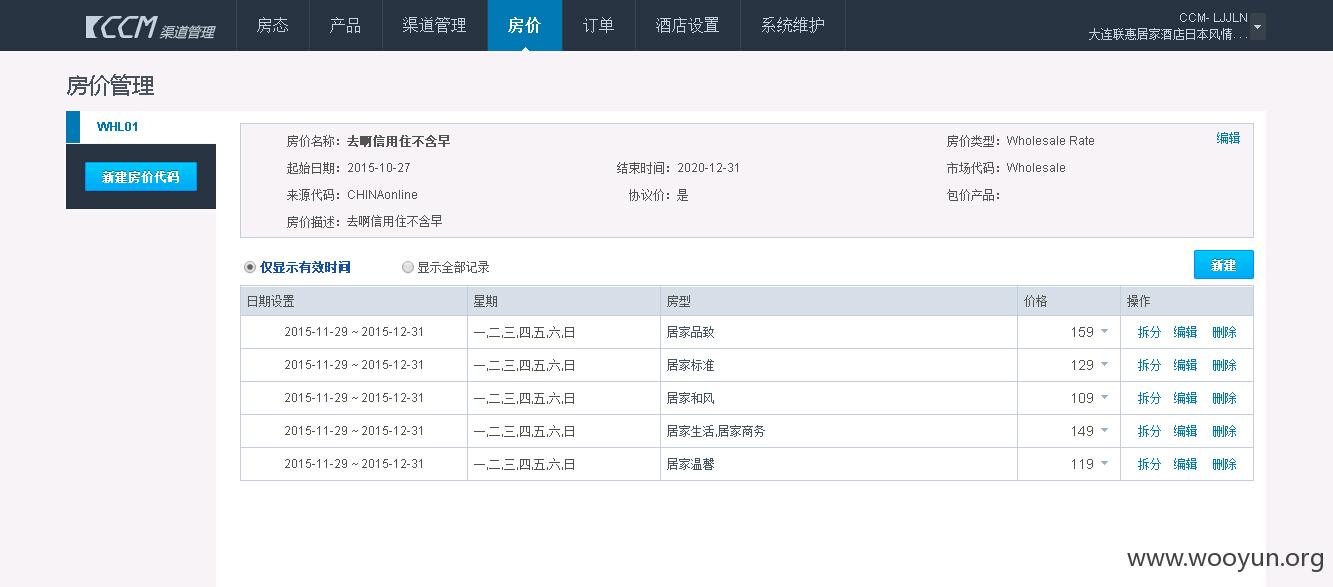 CCM 渠道管理 房态 产品 渠道管理 房价 订单 酒店设置 系统维护 CCM- LJJLN
大连联惠居家酒店日本风情. . .
房价管理
WHL01
新建房价代码
房价名称: 去啊信用住不含早 房价类型: Wholesale Rate 编辑
起始日期: 2015-10-27 结束时间: 2020-12-31 市场代码: Wholesale
来源代码: CHINAonline 协议价: 是 包价产品:
房价描述: 去啊信用住不含早
仅显示有效时间 显示全部记录 新建
日期设置 星期 房型 价格 操作
2015-11-29 ~ 2015-12-31 一,二,三,四,五,六,日 居家品致 159 拆分 编辑 删除
2015-11-29 ~ 2015-12-31 一,二,三,四,五,六,日 居家标准 129 拆分 编辑 删除
2015-11-29 ~ 2015-12-31 一,二,三,四,五,六,日 居家和风 109 拆分 编辑 删除
2015-11-29 ~ 2015-12-31 一,二,三,四,五,六,日 居家生活,居家商务 149 拆分 编辑 删除
2015-11-29 ~ 2015-12-31 一,二,三,四,五,六,日 居家温馨 119 拆分 编辑 删除
www.wooyun.org